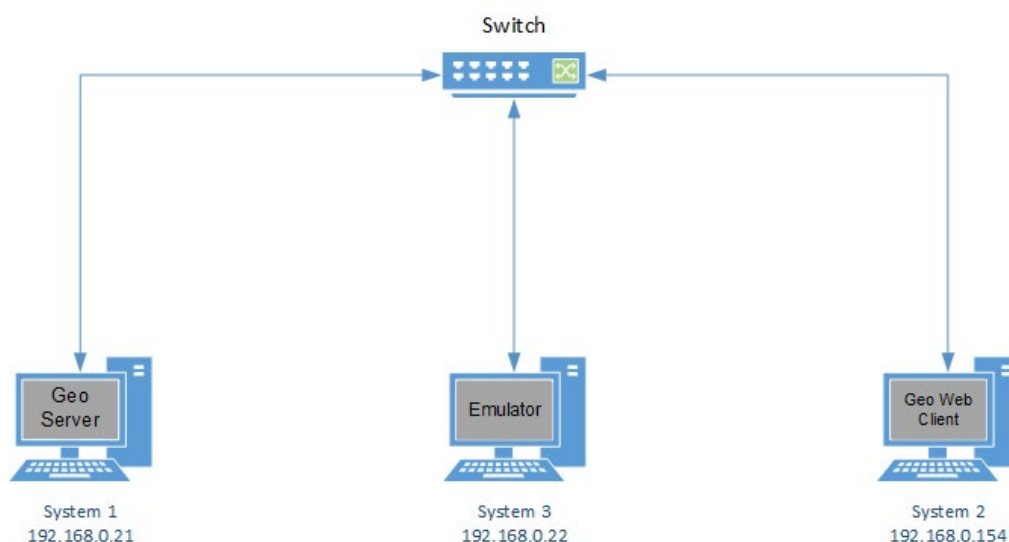 Switch
Geo
Server
Emulator
Geo Web
Client
System 1
192.168.0.21
System 3
192.168.0.22
System 2
192.168.0.154